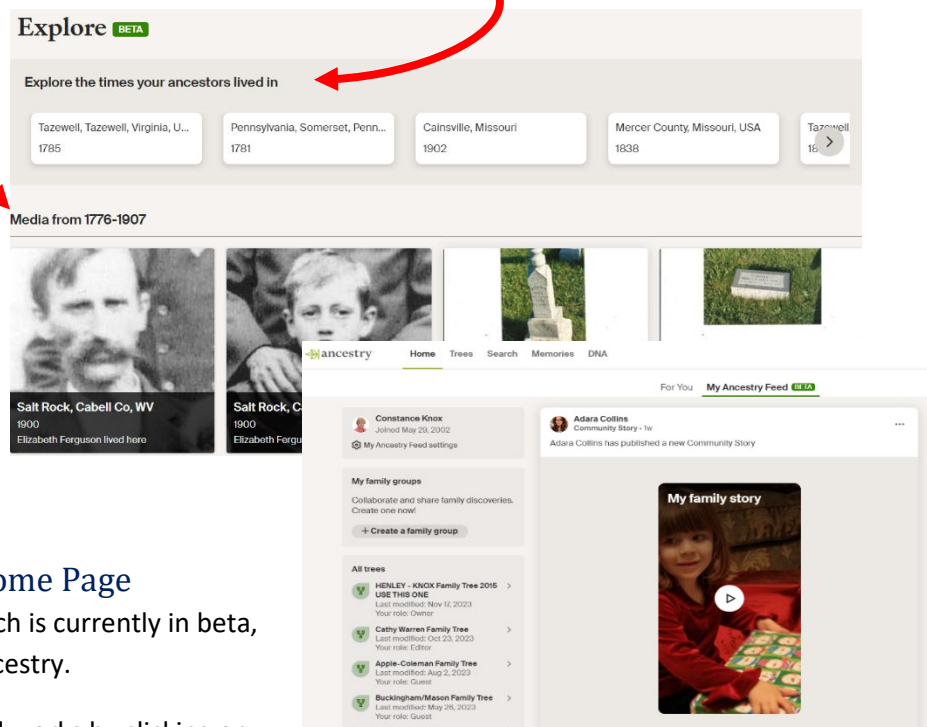 Explore BETA
Explore the times your ancestors lived in
Tazewell, Tazewell, Virginia, U...
1785
Pennsylvania, Somerset, Penn...
1781
Cainsville, Missouri
1902
Mercer County, Missouri, USA
1838
Tazewell
18
Media from 1776-1907
Salt Rock, Cabell Co, WV
1900
Elizabeth Ferguson lived here
Salt Rock, C
1900
Elizabeth Fergu
ancestry Home Trees Search Memories DNA
For You My Ancestry Feed BETA
Constance Knox
Joined May 29, 2002
My Ancestry Feed settings
My family groups
Collaborate and share family discoveries.
Create one now!
+ Create a family group
All trees
HENLEY - KNOX Family Tree 2015
USE THIS ONE
Last modified: Nov 17, 2023
Your role: Owner
Cathy Warren Family Tree
Last modified: Oct 23, 2023
Your role: Editor
Apple-Coleman Family Tree
Last modified: Aug 2, 2023
Your role: Guest
Buckingham/Mason Family Tree
Last modified: May 26, 2023
Your role: Guest
Adara Collins
Community Story • 1w
Adara Collins has published a new Community Story
My family story
ome Page
ch is currently in beta,
cestry.